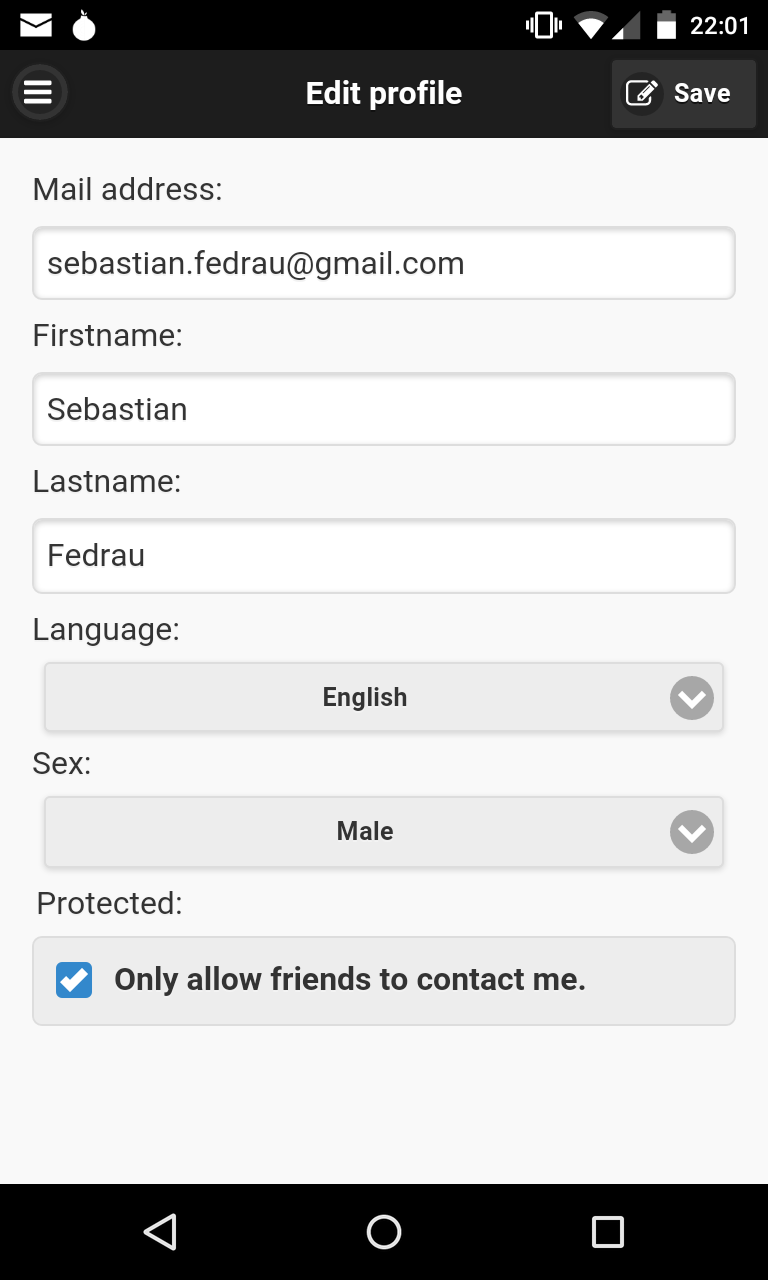 22:01
Edit profile
Save
Mail address:
sebastian.fedrau@gmail.com
Firstname:
Sebastian
Lastname:
Fedrau
Language:
English
Sex:
Male
Protected:
Only allow friends to contact me.